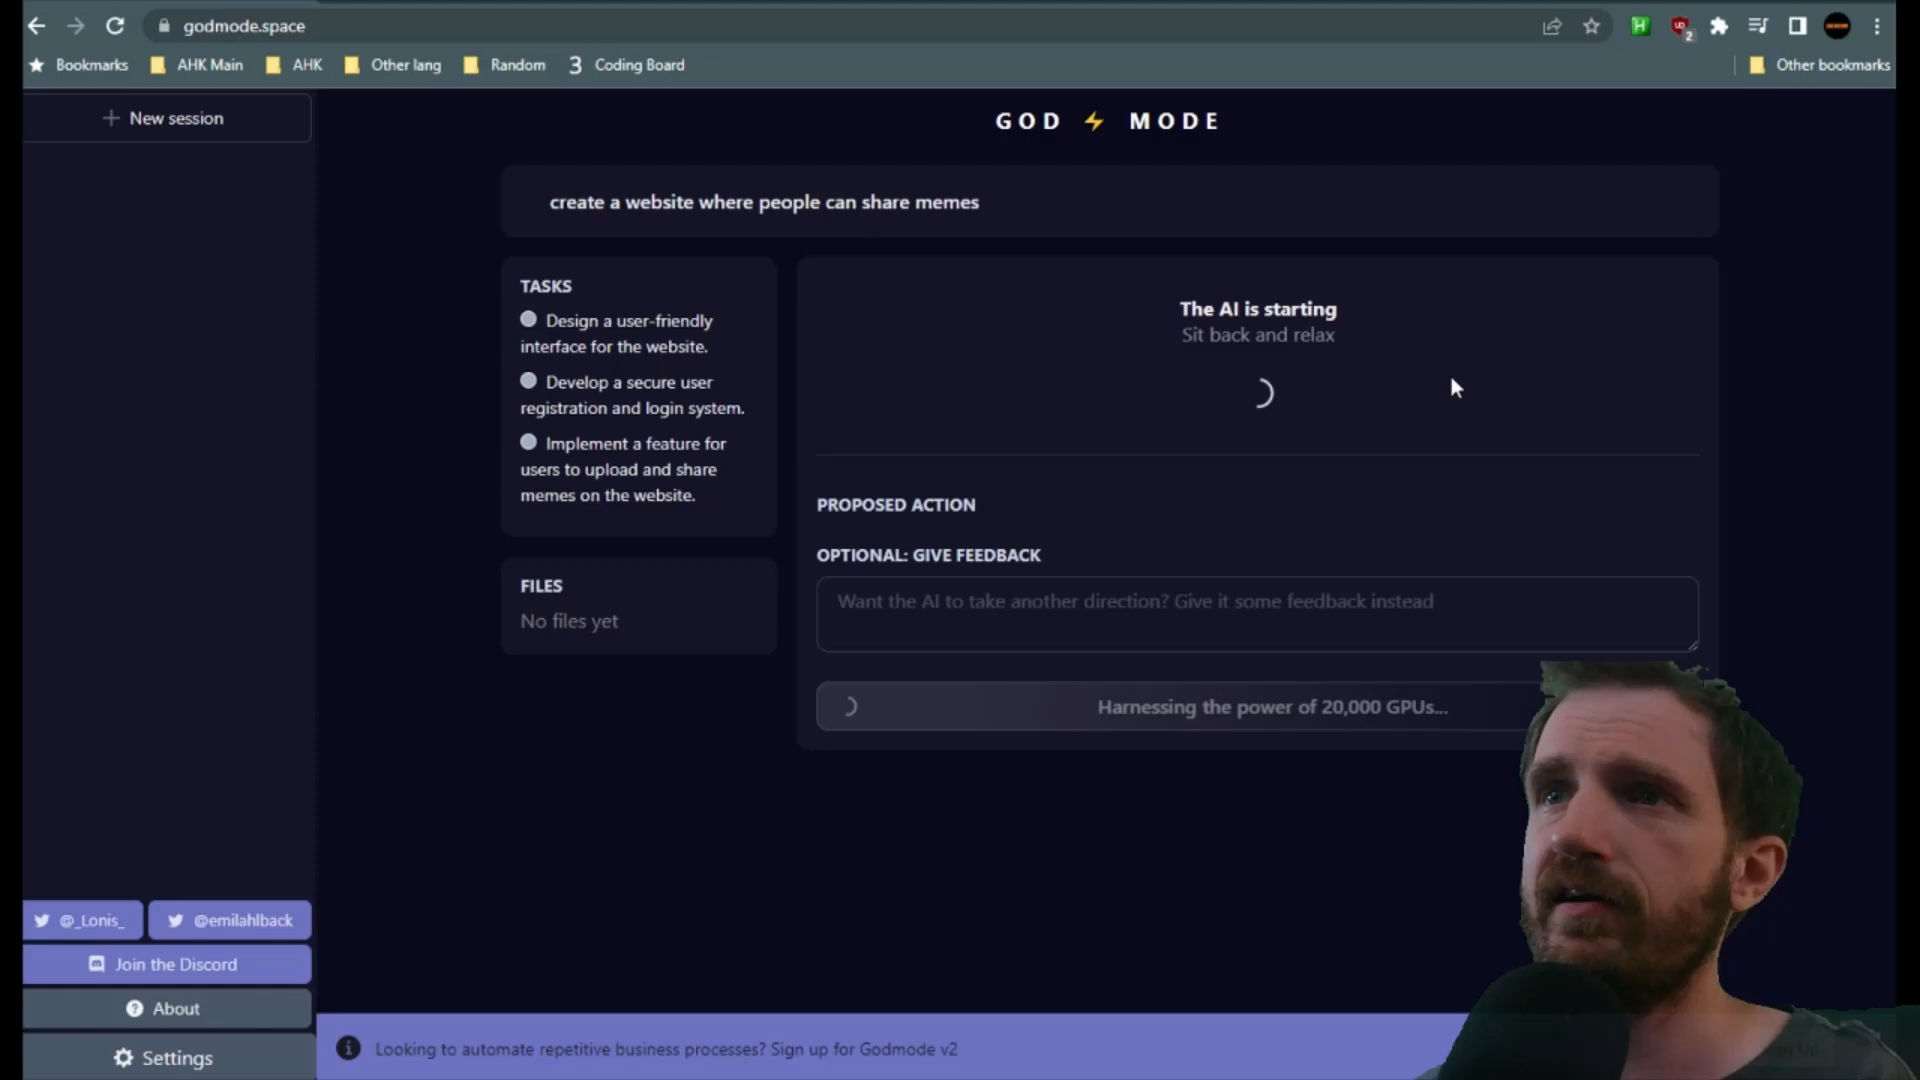 godmode.space
2
Bookmarks AHK Main AHK Other lang Random Coding Board Other bookmarks
New session
GOD MODE
create a website where people can share memes
TASKS
Design a user-friendly
interface for the website.
Develop a secure user
registration and login system.
Implement a feature for
users to upload and share
memes on the website.
FILES
No files yet
The AI is starting
Sit back and relax
PROPOSED ACTION
OPTIONAL: GIVE FEEDBACK
Want the AI to take another direction? Give it some feedback instead
Harnessing the power of 20,000 GPUs...
@_Lonis_ @emilahlback
Join the Discord
About
Settings
Looking to automate repetitive business processes? Sign up for Godmode v2